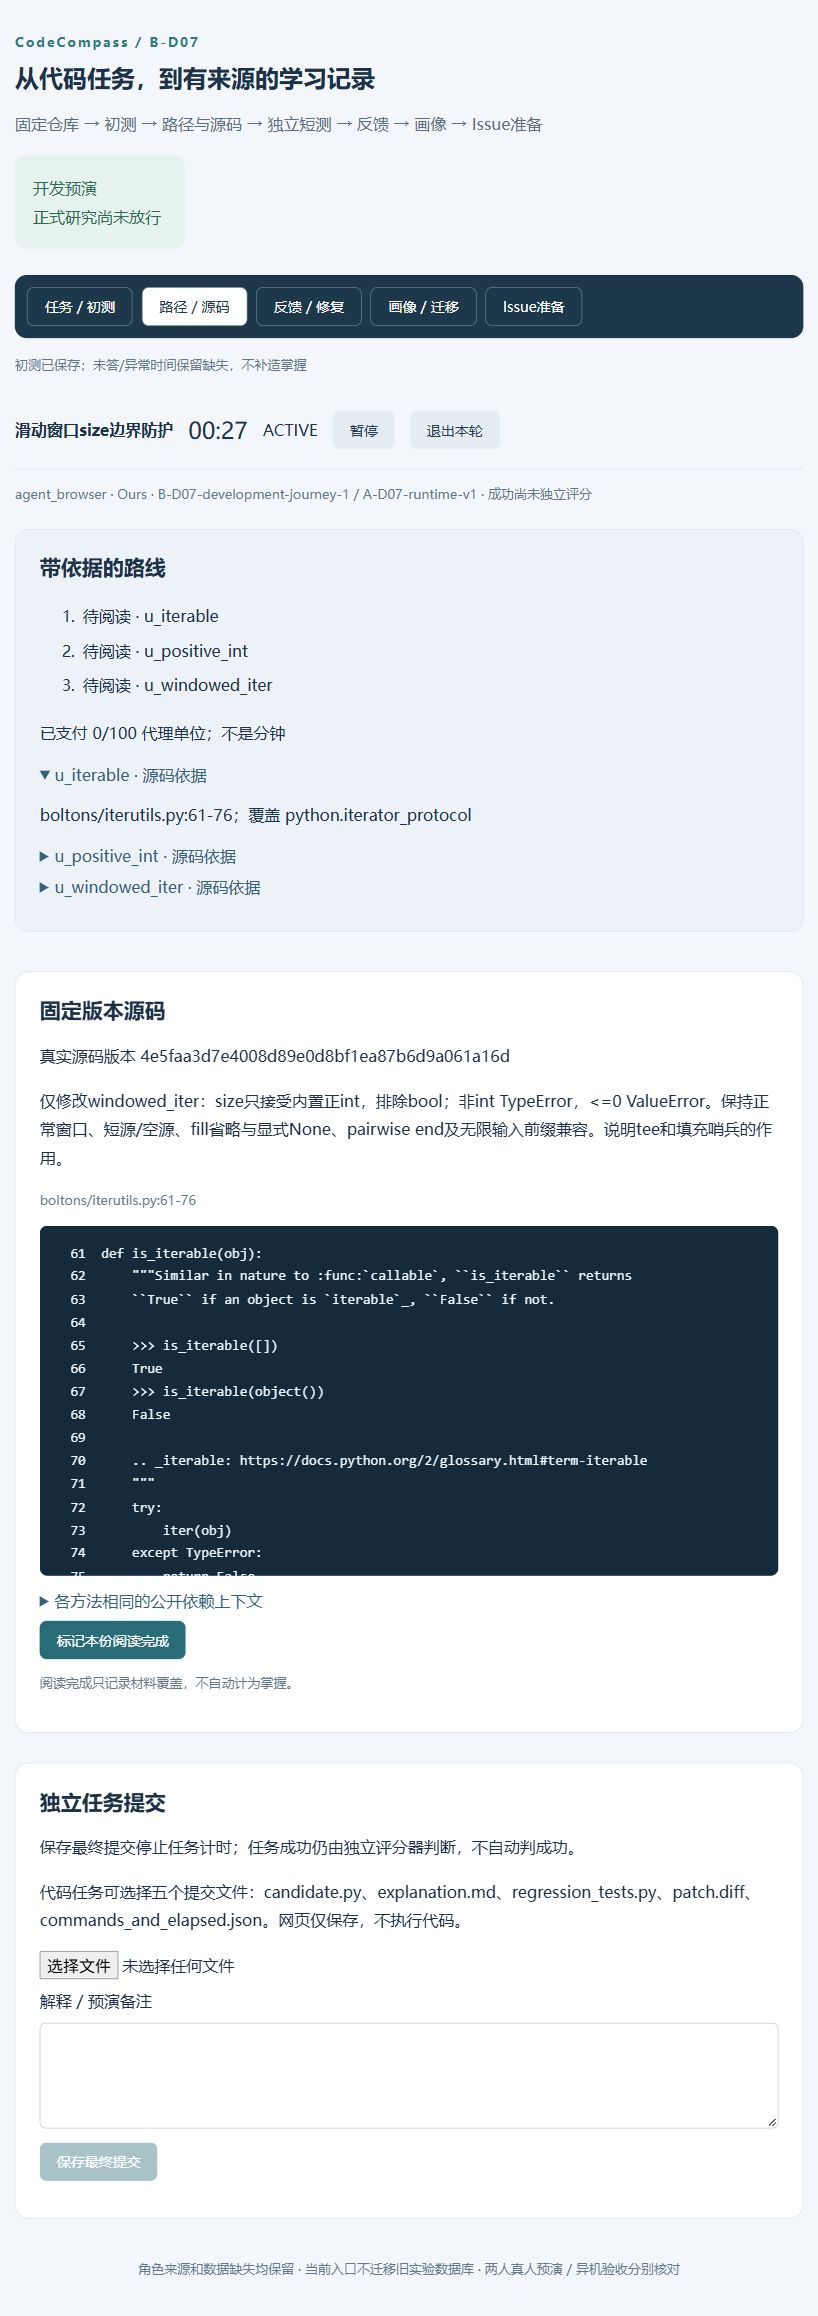 CodeCompass / B-D07
从代码任务，到有来源的学习记录
固定仓库 → 初测 → 路径与源码 → 独立短测 → 反馈 → 画像 → Issue准备
开发预演
正式研究尚未放行
任务 / 初测
路径 / 源码
反馈 / 修复
画像 / 迁移
Issue准备
初测已保存；未答/异常时间保留缺失，不补造掌握
滑动窗口size边界防护 00:27 ACTIVE 暂停 退出本轮
agent_browser · Ours · B-D07-development-journey-1 / A-D07-runtime-v1 · 成功尚未独立评分
带依据的路线
1. 待阅读 · u_iterable
2. 待阅读 · u_positive_int
3. 待阅读 · u_windowed_iter
已支付 0/100 代理单位；不是分钟
▼ u_iterable · 源码依据
boltons/iterutils.py:61-76；覆盖 python.iterator_protocol
▶ u_positive_int · 源码依据
▶ u_windowed_iter · 源码依据
固定版本源码
真实源码版本 4e5faa3d7e4008d89e0d8bf1ea87b6d9a061a16d
仅修改windowed_iter：size只接受内置正int，排除bool；非int TypeError，<=0 ValueError。保持正
常窗口、短源/空源、fill省略与显式None、pairwise end及无限输入前缀兼容。说明tee和填充哨兵的作
用。
boltons/iterutils.py:61-76
61 def is_iterable(obj):
62     """Similar in nature to :func:`callable`, ``is_iterable`` returns
63     ``True`` if an object is `iterable`_, ``False`` if not.
64
65     >>> is_iterable([])
66     True
67     >>> is_iterable(object())
68     False
69
70     .. _iterable: https://docs.python.org/2/glossary.html#term-iterable
71     """
72     try:
73         iter(obj)
74     except TypeError:
75         return False
▶ 各方法相同的公开依赖上下文
标记本份阅读完成
阅读完成只记录材料覆盖，不自动计为掌握。
独立任务提交
保存最终提交停止任务计时；任务成功仍由独立评分器判断，不自动判成功。
代码任务可选择五个提交文件：candidate.py、explanation.md、regression_tests.py、patch.diff、
commands_and_elapsed.json。网页仅保存，不执行代码。
选择文件 未选择任何文件
解释 / 预演备注
保存最终提交
角色来源和数据缺失均保留 · 当前入口不迁移旧实验数据库 · 两人真人预演 / 异机验收分别核对